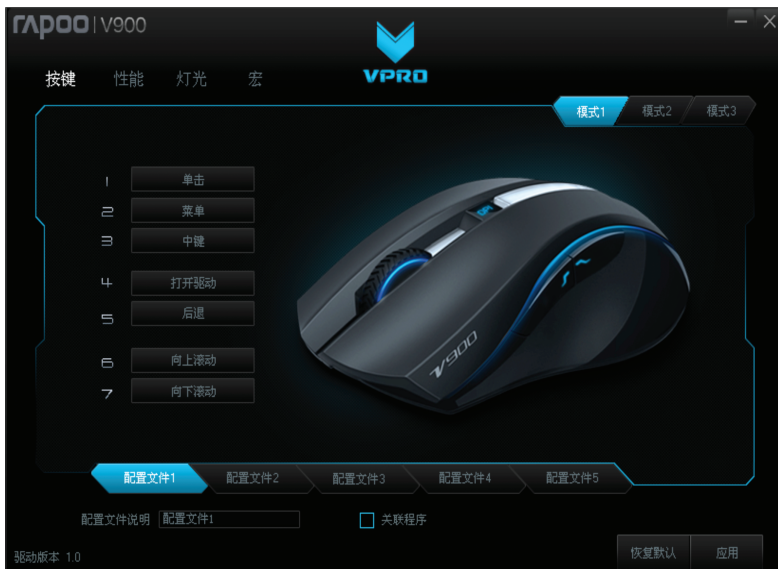 rapoo | V900
VPRO
按键 性能 灯光 宏
模式1 模式2 模式3
1 单击
2 菜单
3 中键
4 打开驱动
5 后退
6 向上滚动
7 向下滚动
DPI
V900
配置文件1 配置文件2 配置文件3 配置文件4 配置文件5
配置文件说明 配置文件1 关联程序
驱动版本 1.0 恢复默认 应用